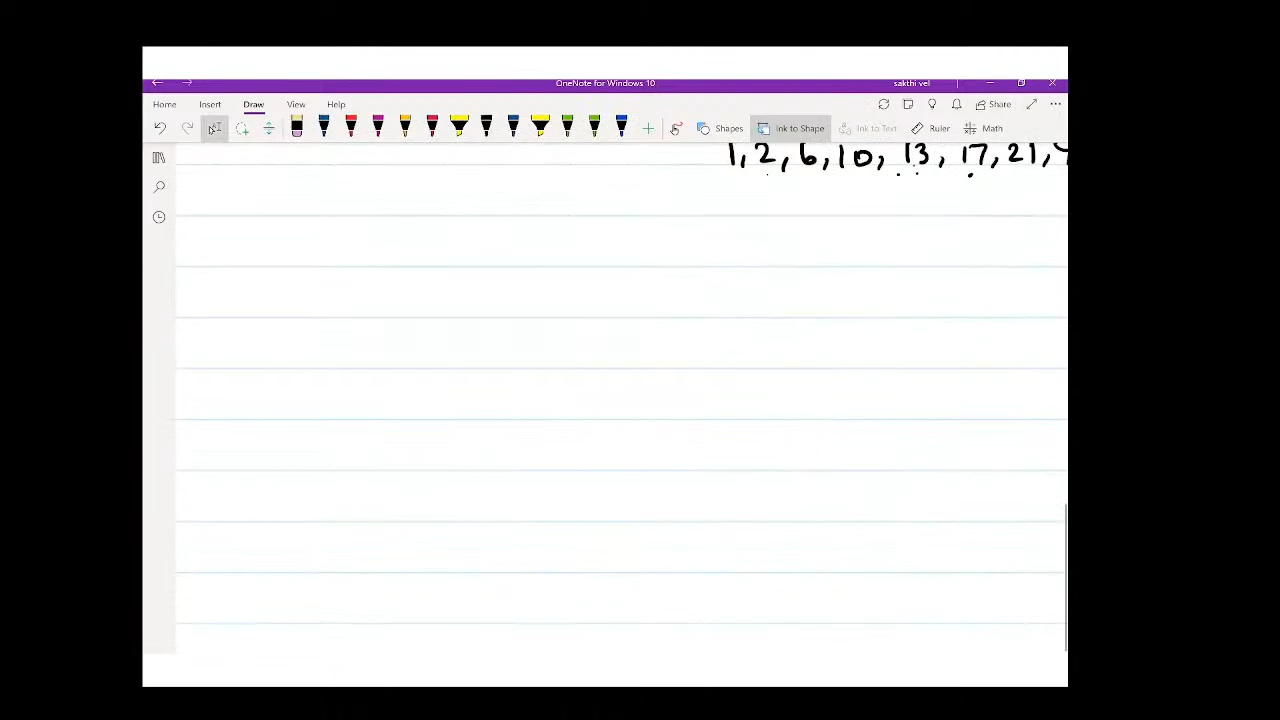 OneNote for Windows 10
sakthi vel
Home Insert Draw View Help
Share
Shapes Ink to Shape Ink to Text Ruler Math
1, 2, 6, 10, 13, 17, 21,